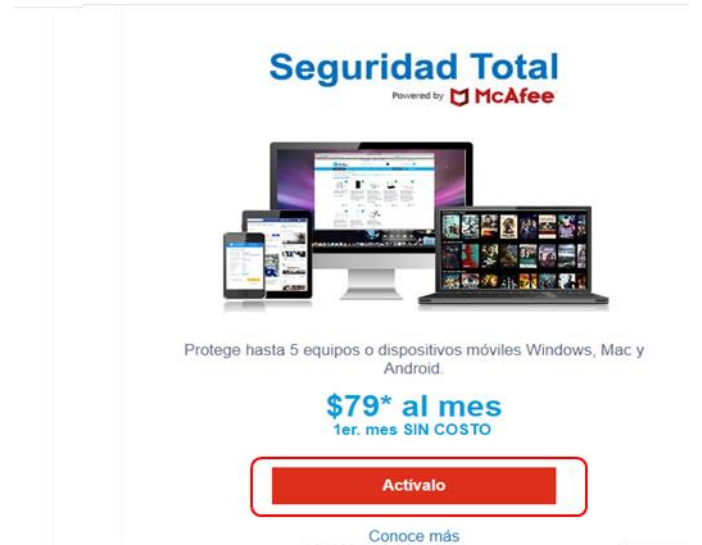 Seguridad Total
Powered by McAfee
Protege hasta 5 equipos o dispositivos móviles Windows, Mac y
Android.
$79* al mes
1er. mes SIN COSTO
Actívalo
Conoce más